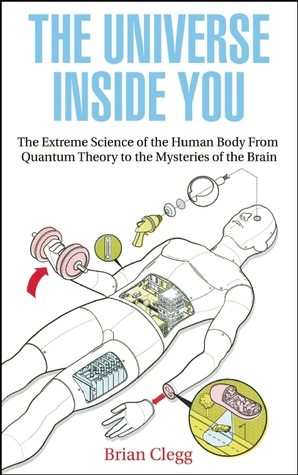 THE UNIVERSE
INSIDE YOU
The Extreme Science of the Human Body From
Quantum Theory to the Mysteries of the Brain
Brian Clegg